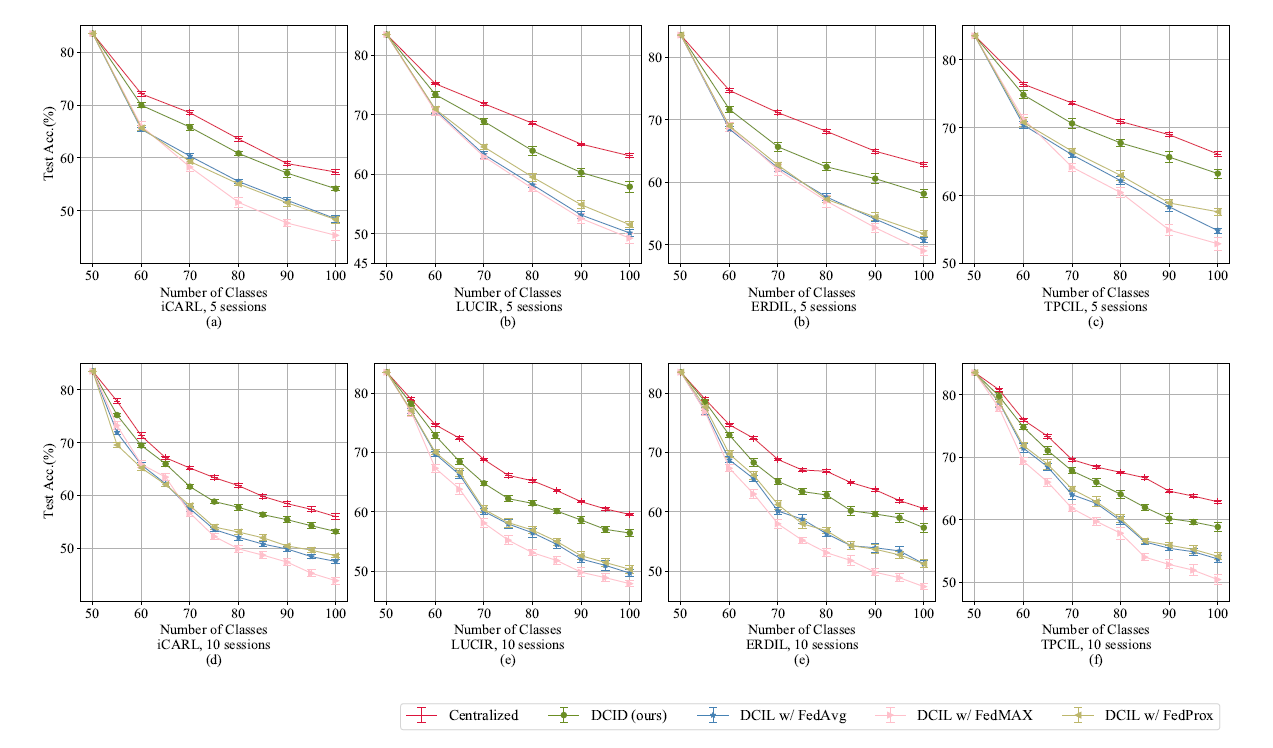 Test Acc.(%)
80
70
60
50
50 60 70 80 90 100
Number of Classes
iCARL, 5 sessions
(a)
80
70
60
50
45
50 60 70 80 90 100
Number of Classes
LUCIR, 5 sessions
(b)
80
70
60
50
50 60 70 80 90 100
Number of Classes
ERDIL, 5 sessions
(b)
80
70
60
50
50 60 70 80 90 100
Number of Classes
TPCIL, 5 sessions
(c)
Test Acc.(%)
80
70
60
50
50 60 70 80 90 100
Number of Classes
iCARL, 10 sessions
(d)
80
70
60
50
50 60 70 80 90 100
Number of Classes
LUCIR, 10 sessions
(e)
80
70
60
50
50 60 70 80 90 100
Number of Classes
ERDIL, 10 sessions
(e)
80
70
60
50
50 60 70 80 90 100
Number of Classes
TPCIL, 10 sessions
(f)
Centralized DCID (ours) DCIL w/ FedAvg DCIL w/ FedMAX DCIL w/ FedProx